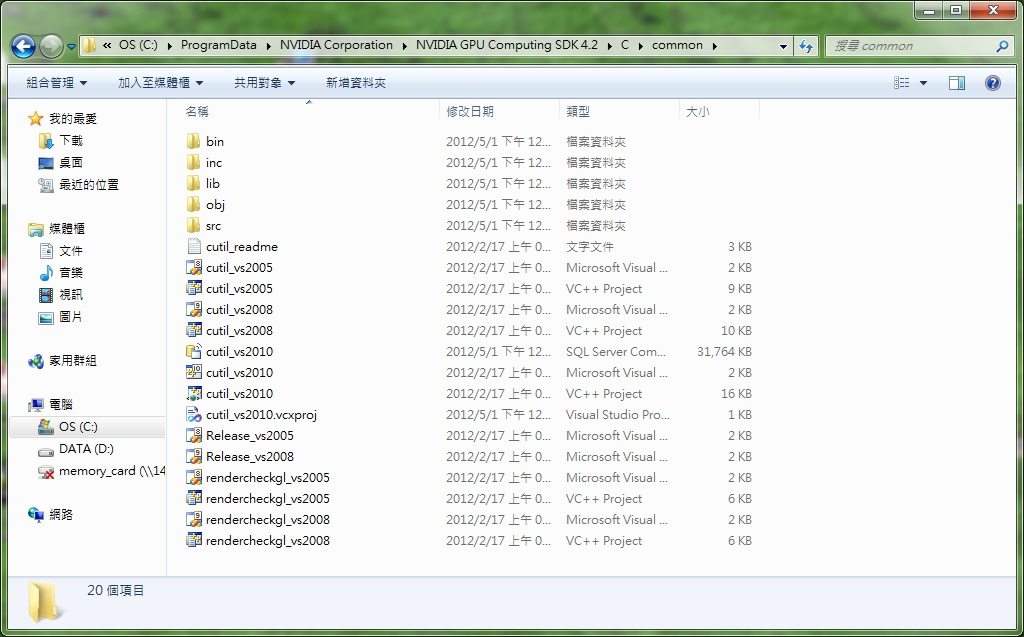 « OS (C:) ▸ ProgramData ▸ NVIDIA Corporation ▸ NVIDIA GPU Computing SDK 4.2 ▸ C ▸ common ▸ 搜尋 common
組合管理 加入至媒體櫃 共用對象 新增資料夾
我的最愛
下載
桌面
最近的位置
媒體櫃
文件
音樂
視訊
圖片
家用群組
電腦
OS (C:)
DATA (D:)
memory_card (\\14
網路
名稱 修改日期 類型 大小
bin 2012/5/1 下午 12... 檔案資料夾
inc 2012/5/1 下午 12... 檔案資料夾
lib 2012/5/1 下午 12... 檔案資料夾
obj 2012/5/1 下午 12... 檔案資料夾
src 2012/5/1 下午 12... 檔案資料夾
cutil_readme 2012/2/17 上午 0... 文字文件 3 KB
cutil_vs2005 2012/2/17 上午 0... Microsoft Visual ... 2 KB
cutil_vs2005 2012/2/17 上午 0... VC++ Project 9 KB
cutil_vs2008 2012/2/17 上午 0... Microsoft Visual ... 2 KB
cutil_vs2008 2012/2/17 上午 0... VC++ Project 10 KB
cutil_vs2010 2012/5/1 下午 12... SQL Server Com... 31,764 KB
cutil_vs2010 2012/2/17 上午 0... Microsoft Visual ... 2 KB
cutil_vs2010 2012/2/17 上午 0... VC++ Project 16 KB
cutil_vs2010.vcxproj 2012/5/1 下午 12... Visual Studio Pro... 1 KB
Release_vs2005 2012/2/17 上午 0... Microsoft Visual ... 2 KB
Release_vs2008 2012/2/17 上午 0... Microsoft Visual ... 2 KB
rendercheckgl_vs2005 2012/2/17 上午 0... Microsoft Visual ... 2 KB
rendercheckgl_vs2005 2012/2/17 上午 0... VC++ Project 6 KB
rendercheckgl_vs2008 2012/2/17 上午 0... Microsoft Visual ... 2 KB
rendercheckgl_vs2008 2012/2/17 上午 0... VC++ Project 6 KB
20 個項目